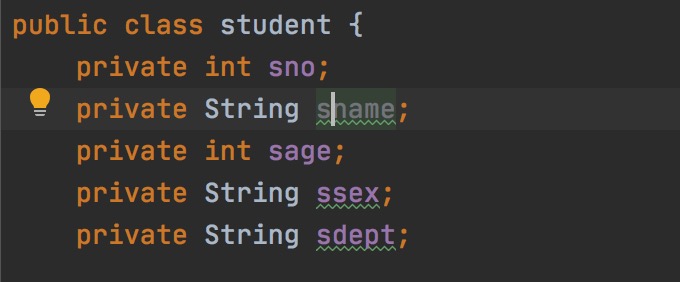 public class student {
private int sno;
private String sname;
private int sage;
private String ssex;
private String sdept;